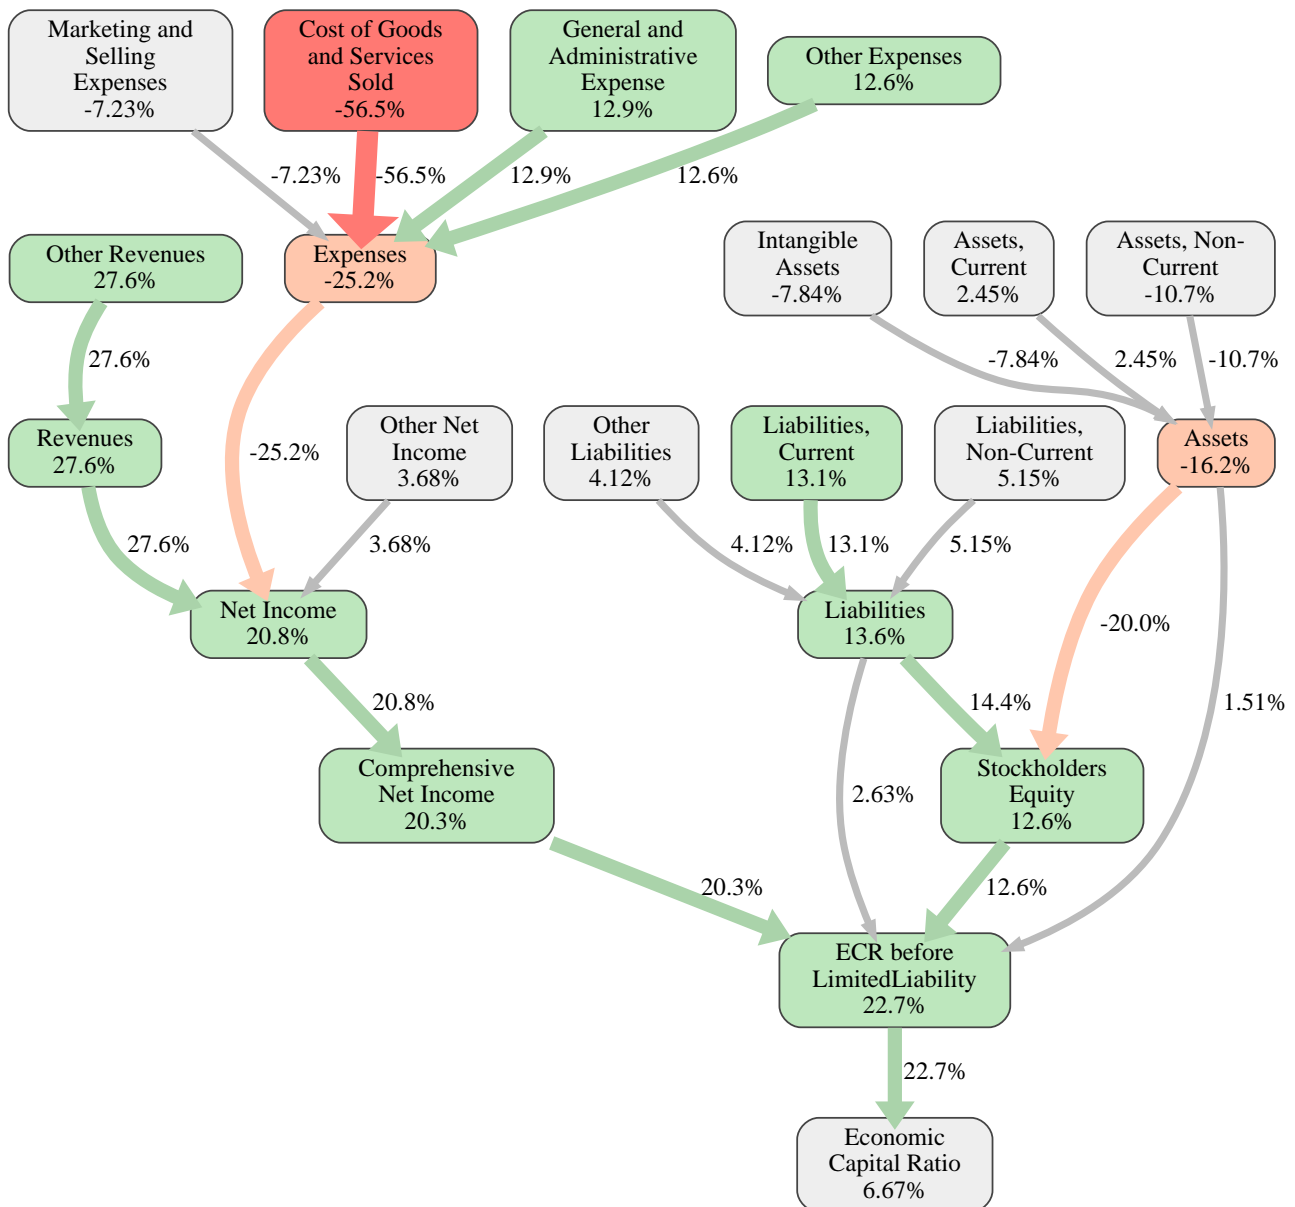 Marketing and
Selling
Expenses
-7.23%
Cost of Goods
and Services
Sold
-56.5%
General and
Administrative
Expense
12.9%
Other Expenses
12.6%
-7.23%
-56.5%
12.9%
12.6%
Other Revenues
27.6%
Expenses
-25.2%
Intangible
Assets
-7.84%
Assets,
Current
2.45%
Assets, Non-
Current
-10.7%
27.6%
-7.84%
2.45%
-10.7%
Revenues
27.6%
-25.2%
Other Net
Income
3.68%
Other
Liabilities
4.12%
Liabilities,
Current
13.1%
Liabilities,
Non-Current
5.15%
Assets
-16.2%
27.6%
3.68%
4.12%
13.1%
5.15%
Net Income
20.8%
Liabilities
13.6%
-20.0%
20.8%
14.4%
1.51%
Comprehensive
Net Income
20.3%
2.63%
Stockholders
Equity
12.6%
20.3%
12.6%
ECR before
LimitedLiability
22.7%
22.7%
Economic
Capital Ratio
6.67%